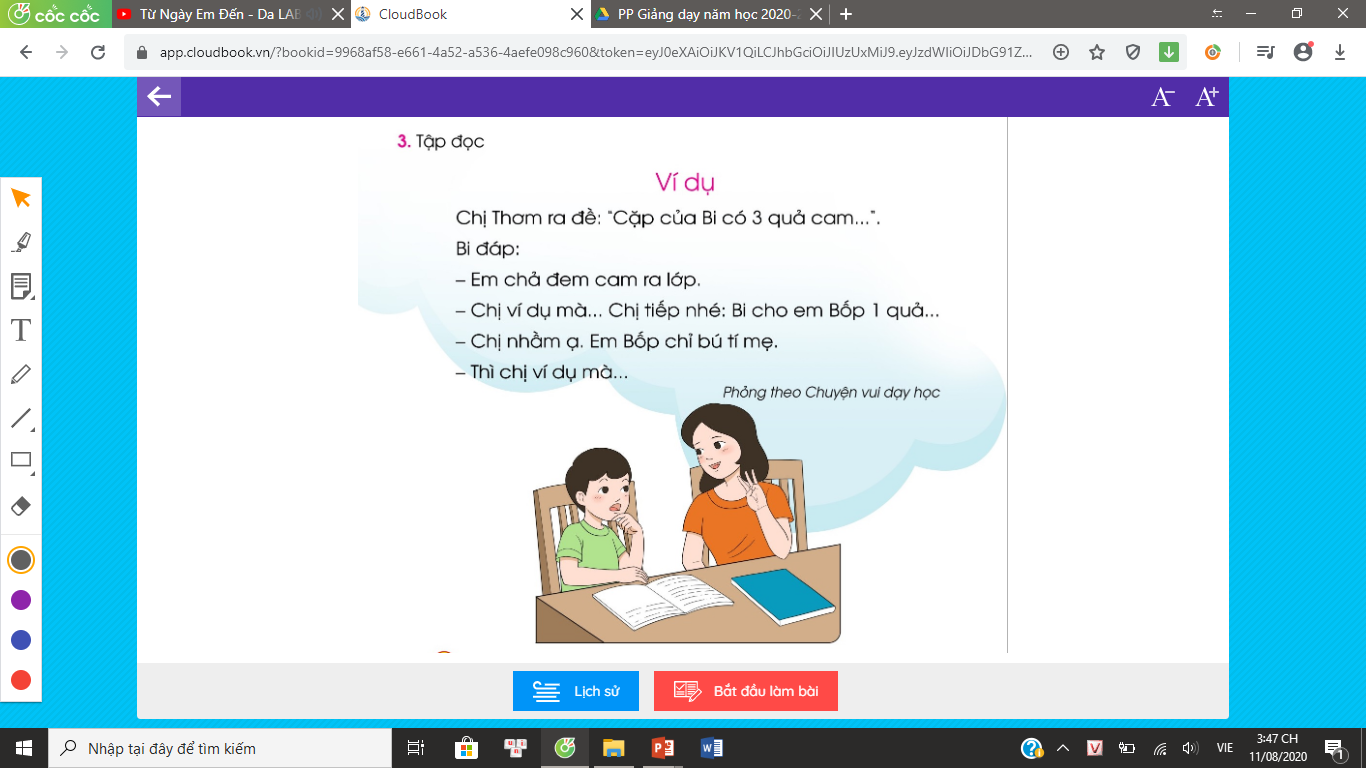 cốc cốc
Từ Ngày Em Đến - Da LAB
CloudBook
PP Giảng dạy năm học 2020-
app.cloudbook.vn/?bookid=9968af58-e661-4a52-a536-4aefe098c960&token=eyJ0eXAiOiJKV1QiLCJhbGciOiJIUzUxMiJ9.eyJzdWIiOiJDbG91Z...
A− A+
3. Tập đọc
Ví dụ
Chị Thơm ra đề: "Cặp của Bi có 3 quả cam...".
Bi đáp:
– Em chả đem cam ra lớp.
– Chị ví dụ mà... Chị tiếp nhé: Bi cho em Bốp 1 quả...
– Chị nhầm ạ. Em Bốp chỉ bú tí mẹ.
– Thì chị ví dụ mà...
Phỏng theo Chuyện vui dạy học
T
Lịch sử
Bắt đầu làm bài
Nhập tại đây để tìm kiếm
VIE
3:47 CH
11/08/2020
1